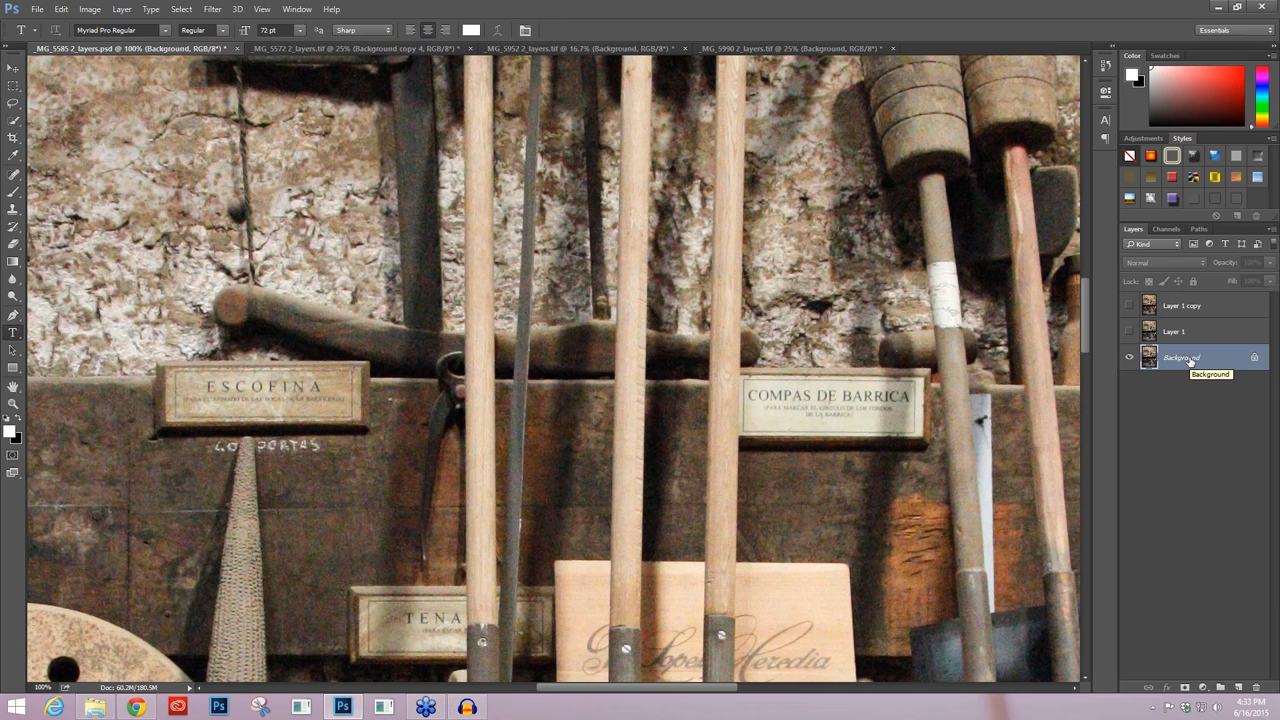 Ps File Edit Image Layer Type Select Filter 3D View Window Help
Myriad Pro Regular Regular 72 pt aa Sharp Essentials
_MG_5585 2_layers.psd @ 100% (Background, RGB/8*) * × _MG_5572 2_layers.tif @ 25% (Background copy 4, RGB/8*) * × _MG_5952 2_layers.tif @ 16.7% (Background, RGB/8*) * × _MG_5990 2_layers.tif @ 25% (Background, RGB/8*) * ×
Color Swatches
Adjustments Styles
Layers Channels Paths
Kind
Normal Opacity: 100%
Lock: Fill: 100%
Layer 1 copy
Layer 1
Background
Background
ESCOFINA
COMPAS DE BARRICA
(PARA MARCAR EL CIRCULO DE LOS FONDOS
DE LA BARRICA)
TENA
Lopez Heredia
100% Doc: 60.2M/180.5M
4:33 PM
6/16/2015